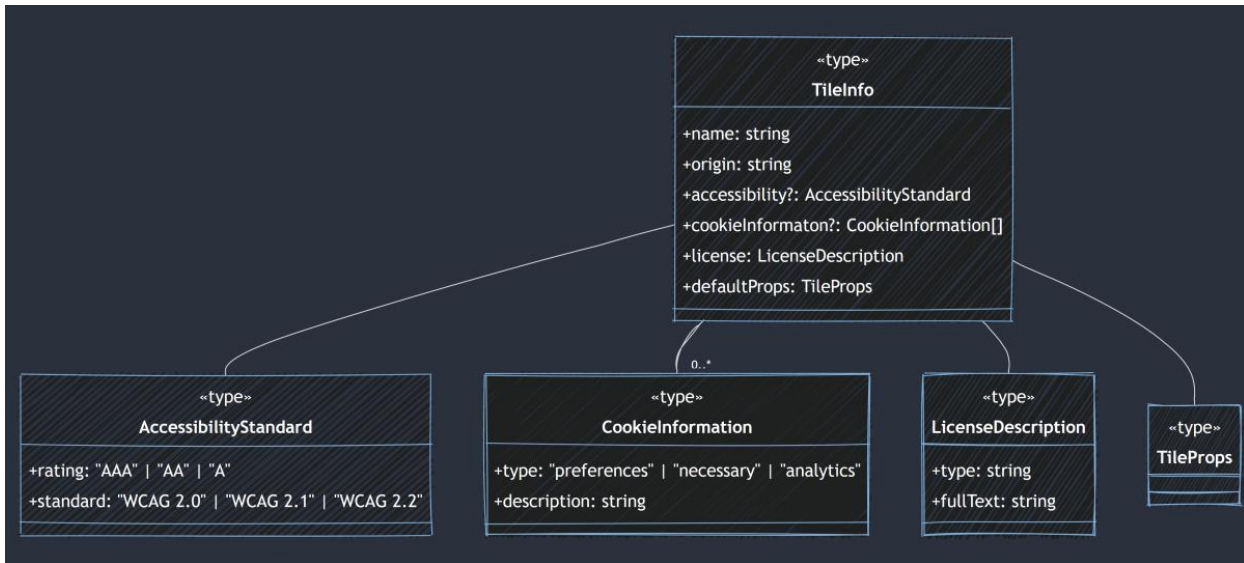 «type»
TileInfo
+name: string
+origin: string
+accessibility?: AccessibilityStandard
+cookieInformaton?: CookieInformation[]
+license: LicenseDescription
+defaultProps: TileProps
0..*
«type»
AccessibilityStandard
+rating: "AAA" | "AA" | "A"
+standard: "WCAG 2.0" | "WCAG 2.1" | "WCAG 2.2"
«type»
CookieInformation
+type: "preferences" | "necessary" | "analytics"
+description: string
«type»
LicenseDescription
+type: string
+fullText: string
«type»
TileProps